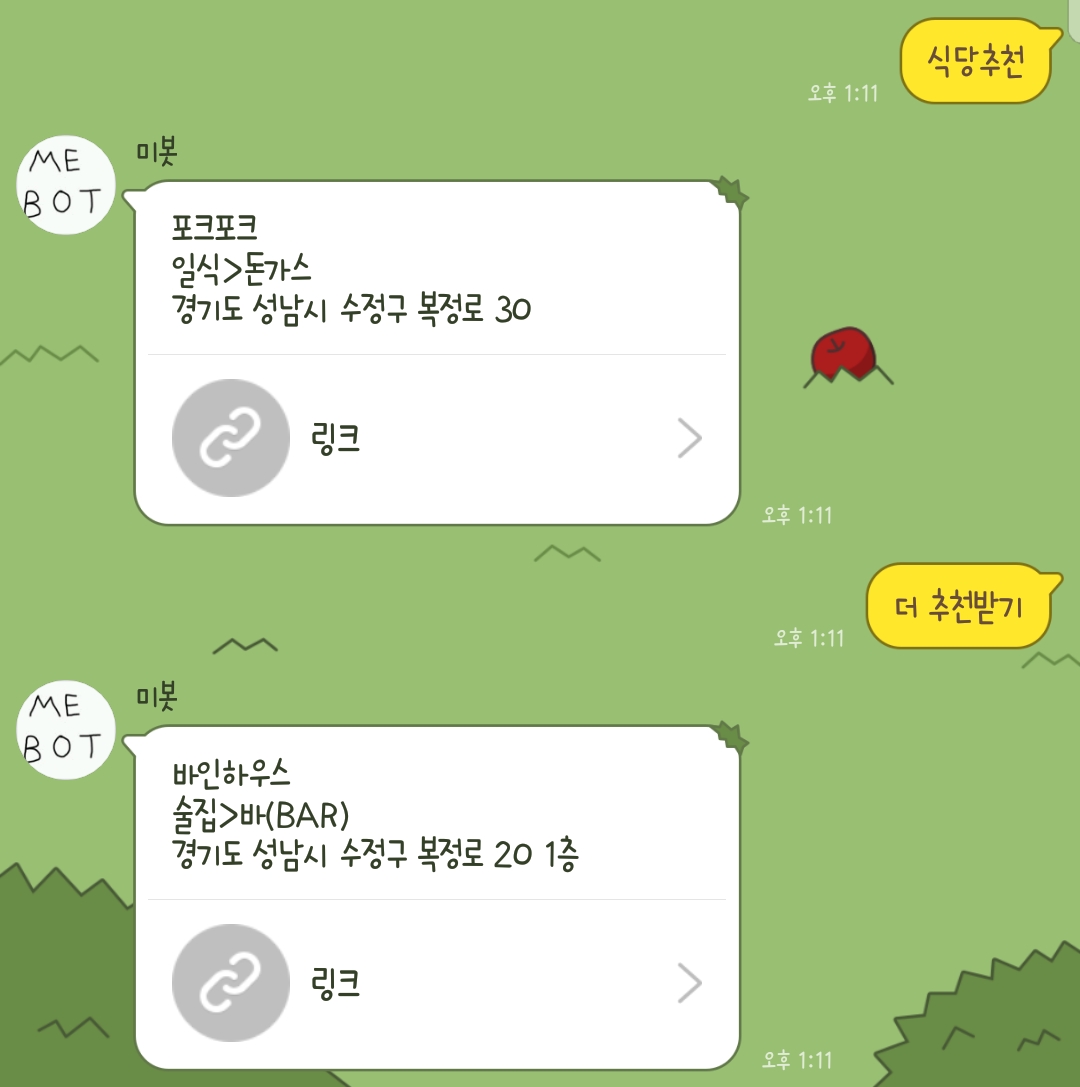 식당추천
오후 1:11
ME
BOT
미봇
포크포크
일식>돈가스
경기도 성남시 수정구 복정로 30
링크
오후 1:11
더 추천받기
오후 1:11
ME
BOT
미봇
바인하우스
술집>바(BAR)
경기도 성남시 수정구 복정로 20 1층
링크
오후 1:11